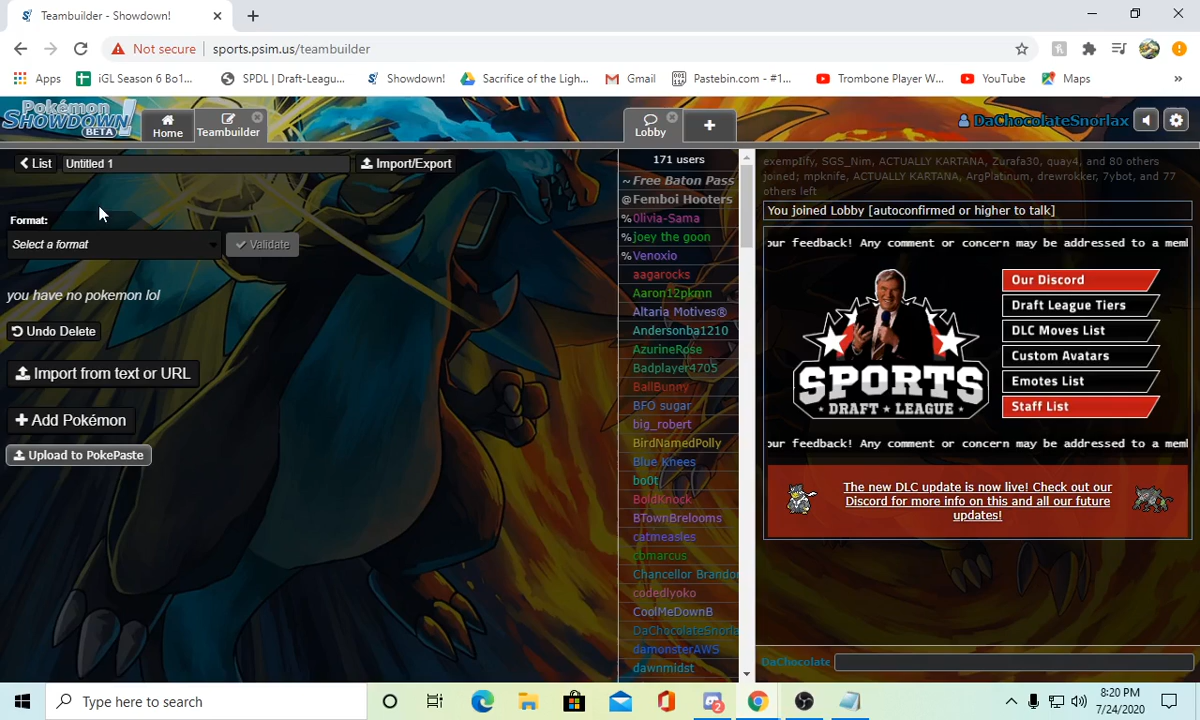 Teambuilder - Showdown!
Not secure
sports.psim.us/teambuilder
Apps
iGL Season 6 Bo1...
SPDL | Draft-Leagu...
Showdown!
Sacrifice of the Ligh...
Gmail
Pastebin.com - #1...
Trombone Player W...
YouTube
Maps
Pokémon
SHOWDOWN!
BETA
Home
Teambuilder
Lobby
DaChocolateSnorlax
List
Untitled 1
Import/Export
Format:
Select a format
Validate
you have no pokemon lol
Undo Delete
Import from text or URL
Add Pokémon
Upload to PokePaste
171 users
~Free Baton Pass
@Femboi Hooters
%0livia-Sama
%joey the goon
%Venoxio
aagarocks
Aaron12pkmn
Altaria Motives®
Andersonba1210
AzurineRose
Badplayer4705
BallBunny
BFO sugar
big_robert
BirdNamedPolly
Blue Knees
bo0t
BoldKnock
BTownBrelooms
catmeasles
cbmarcus
Chancellor Brandon
codedlyoko
CoolMeDownB
DaChocolateSnorla
damonsterAWS
dawnmidst
exempIify, SGS_Nim, ACTUALLY KARTANA, Zurafa30, quay4, and 80 others
joined; mpknife, ACTUALLY KARTANA, ArgPlatinum, drewrokker, 7ybot, and 77
others left
You joined Lobby [autoconfirmed or higher to talk]
our feedback! Any comment or concern may be addressed to a mem
SPORTS
DRAFT LEAGUE
Our Discord
Draft League Tiers
DLC Moves List
Custom Avatars
Emotes List
Staff List
our feedback! Any comment or concern may be addressed to a mem
The new DLC update is now live! Check out our
Discord for more info on this and all our future
updates!
DaChocolate
Type here to search
2
8:20 PM
7/24/2020